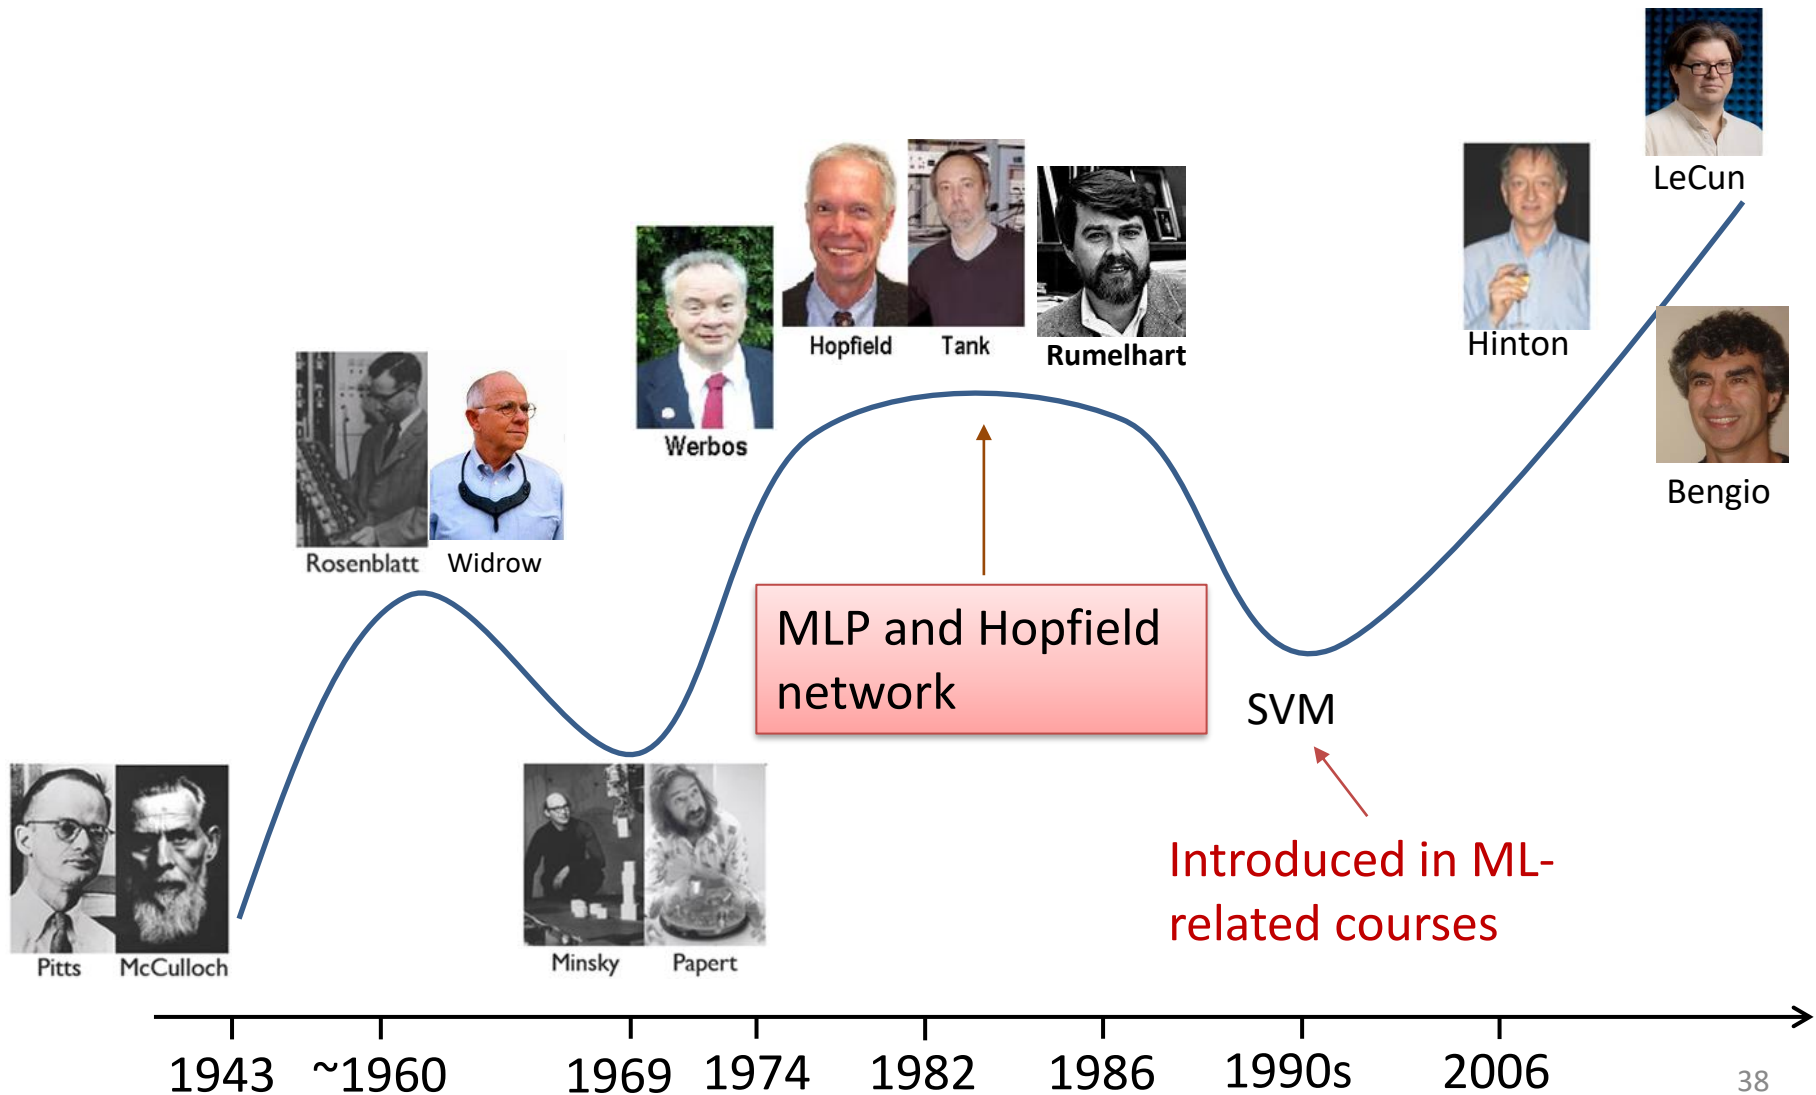 LeCun
Hopfield
Tank
Rumelhart
Hinton
Werbos
Bengio
Rosenblatt
Widrow
MLP and Hopfield
network
SVM
Introduced in ML-
related courses
Pitts
McCulloch
Minsky
Papert
1943
~1960
1969
1974
1982
1986
1990s
2006
38